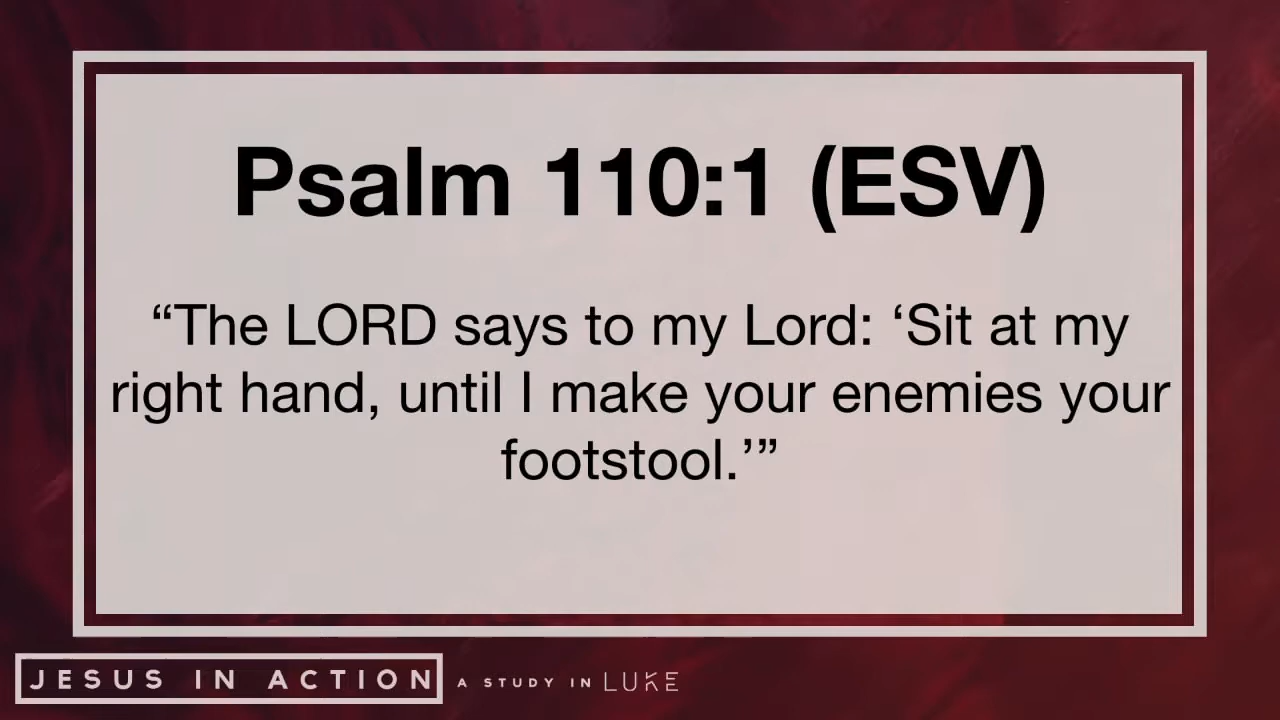 Psalm 110:1 (ESV)
“The LORD says to my Lord: ‘Sit at my
right hand, until I make your enemies your
footstool.’”
JESUS IN ACTION A STUDY IN LUKE